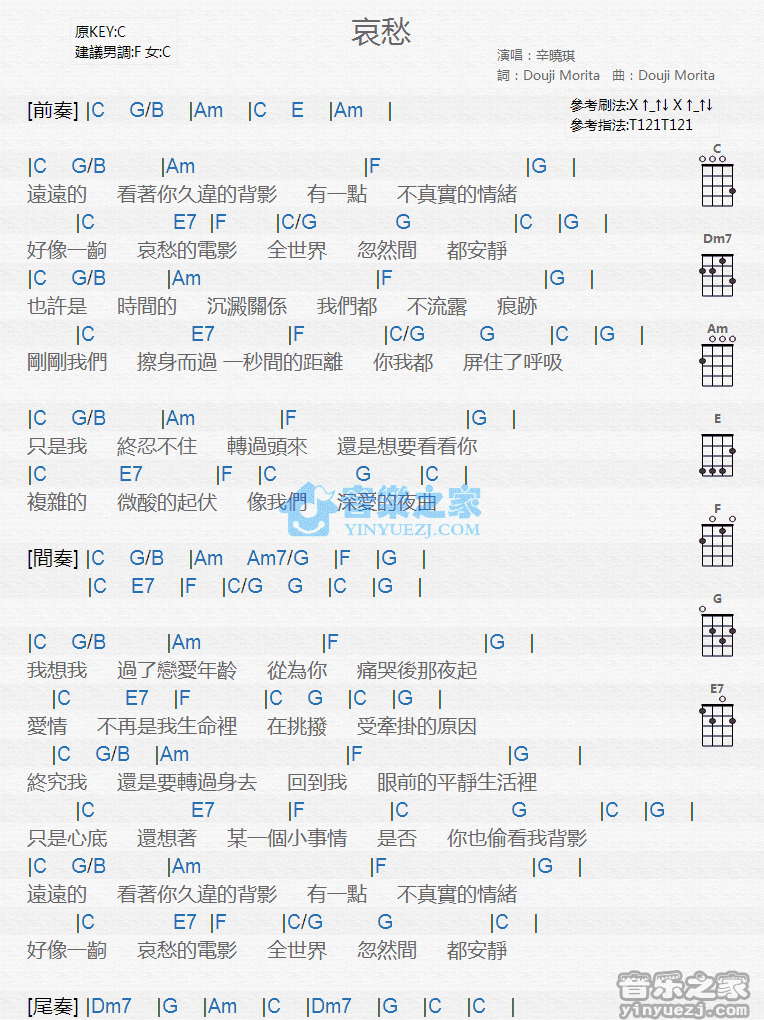 哀愁
原KEY:C
建議男調:F 女:C
演唱：辛曉琪
詞：Douji Morita 曲：Douji Morita
參考刷法:X ↑_↑↓ X ↑_↑↓
參考指法:T121T121
[前奏] |C G/B |Am |C E |Am |
|C G/B |Am |F |G |
遠遠的 看著你久違的背影 有一點 不真實的情緒
|C E7 |F |C/G G |C |G |
好像一齣 哀愁的電影 全世界 忽然間 都安靜
|C G/B |Am |F |G |
也許是 時間的 沉澱關係 我們都 不流露 痕跡
|C E7 |F |C/G G |C |G |
剛剛我們 擦身而過 一秒間的距離 你我都 屏住了呼吸
|C G/B |Am |F |G |
只是我 終忍不住 轉過頭來 還是想要看看你
|C E7 |F |C G |C |
複雜的 微酸的起伏 像我們 深愛的夜曲
音樂之家
YINYUEZJ.COM
[間奏] |C G/B |Am Am7/G |F |G |
|C E7 |F |C/G G |C |G |
|C G/B |Am |F |G |
我想我 過了戀愛年齡 從為你 痛哭後那夜起
|C E7 |F |C G |C |G |
愛情 不再是我生命裡 在挑撥 受牽掛的原因
|C G/B |Am |F |G |
終究我 還是要轉過身去 回到我 眼前的平靜生活裡
|C E7 |F |C G |C |G |
只是心底 還想著 某一個小事情 是否 你也偷看我背影
|C G/B |Am |F |G |
遠遠的 看著你久違的背影 有一點 不真實的情緒
|C E7 |F |C/G G |C |
好像一齣 哀愁的電影 全世界 忽然間 都安靜
[尾奏] |Dm7 |G |Am |C |Dm7 |G |C |C |
C
Dm7
Am
E
F
G
E7
音乐之家
yinyuezj.com